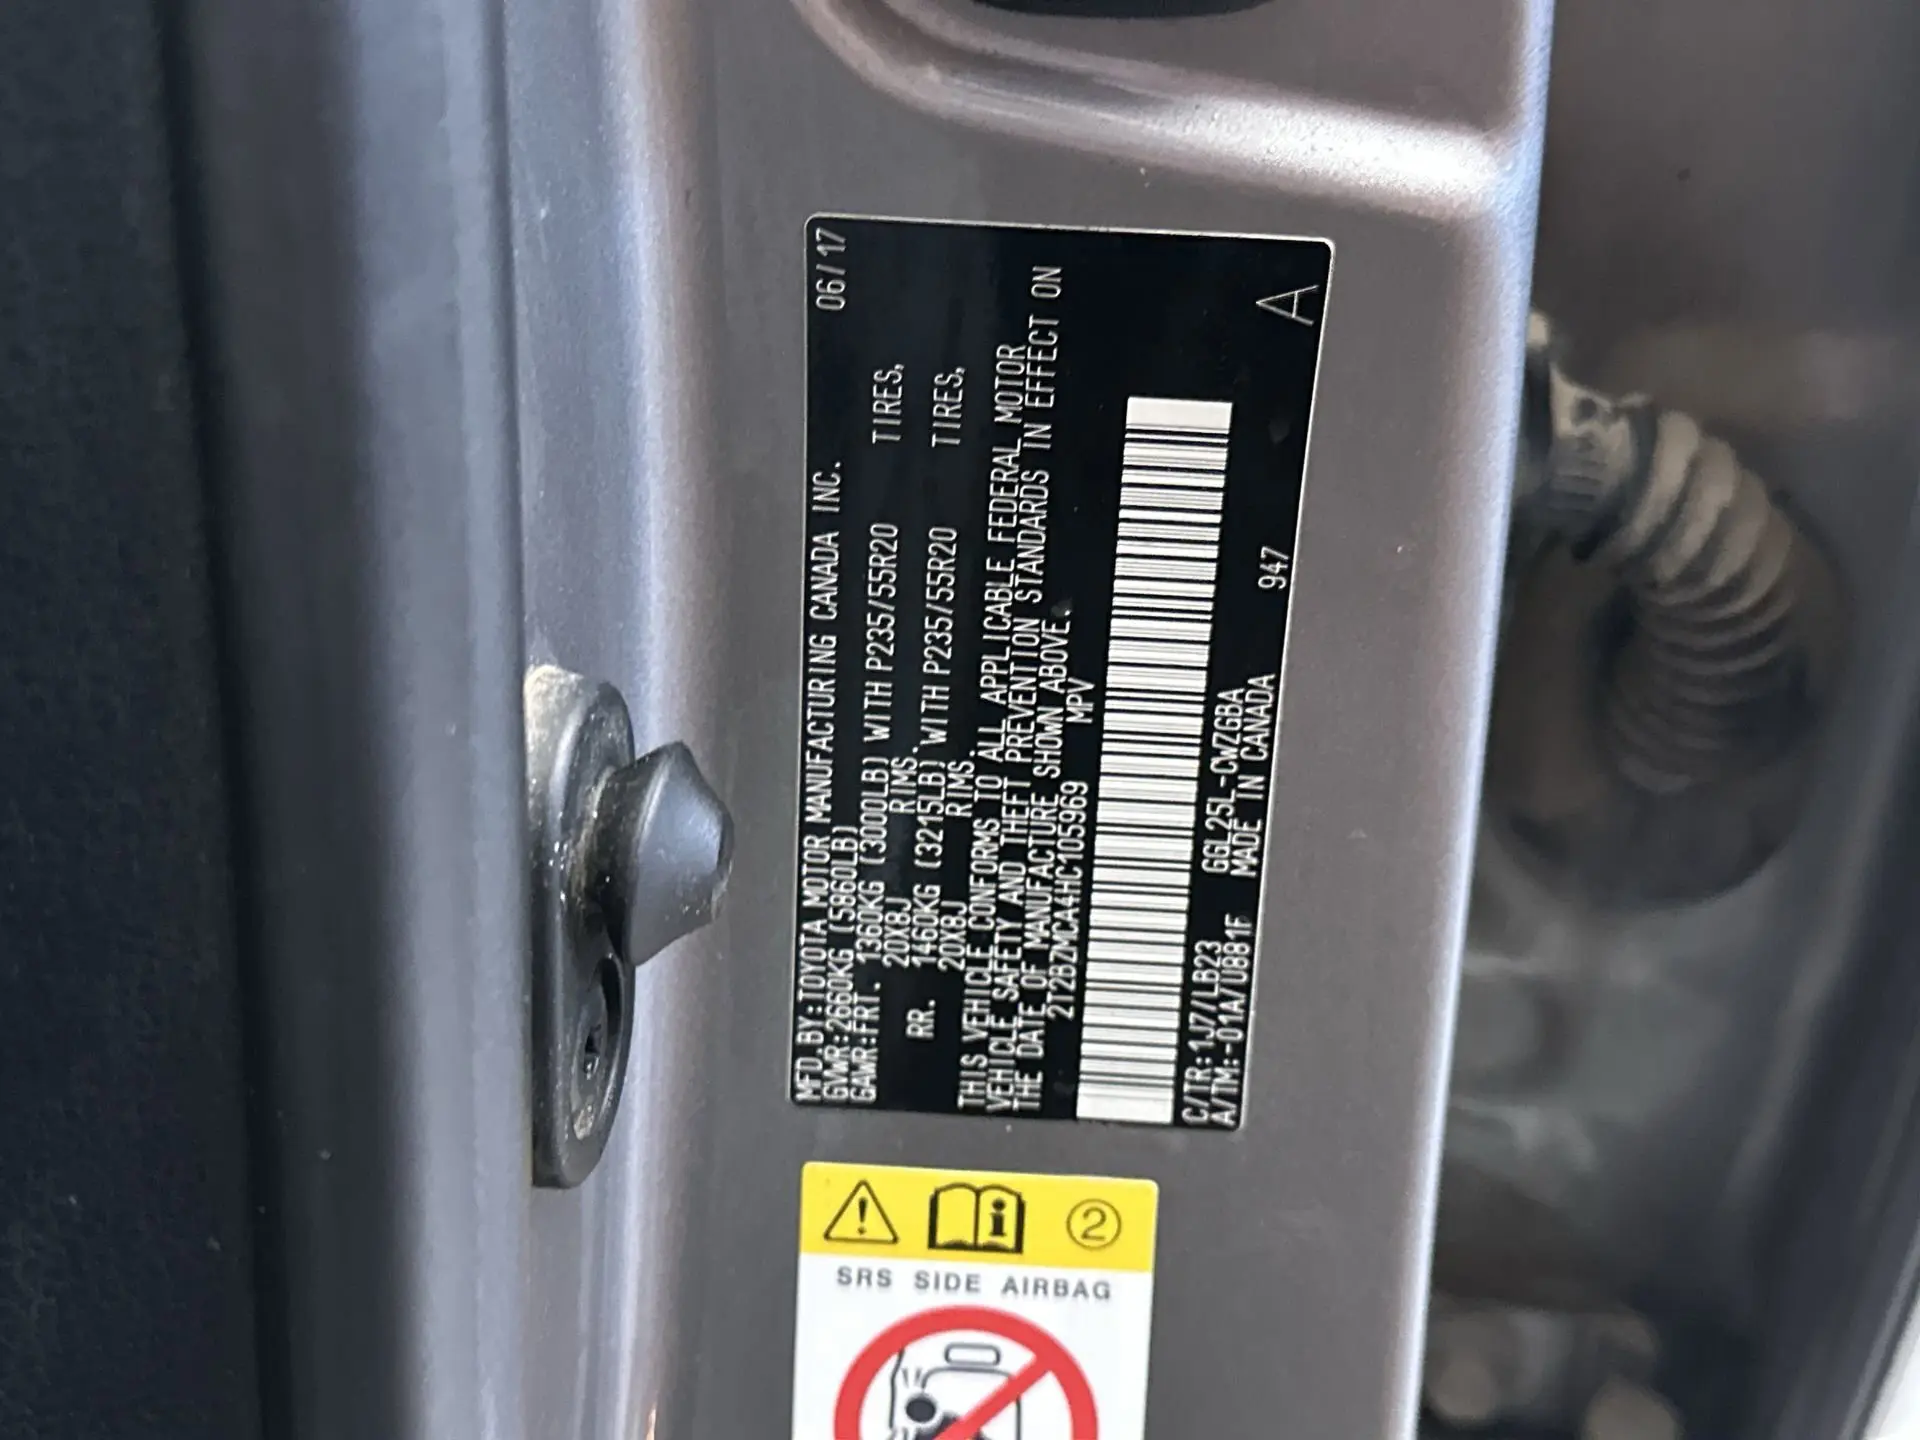 MFD.BY:TOYOTA MOTOR MANUFACTURING CANADA INC. 06/17
GVWR:2660KG (5860LB)
GAWR:FRT. 1360KG (3000LB) WITH P235/55R20 TIRES,
20X8J RIMS.
RR. 1460KG (3215LB) WITH P235/55R20 TIRES,
20X8J RIMS.
THIS VEHICLE CONFORMS TO ALL APPLICABLE FEDERAL MOTOR
VEHICLE SAFETY AND THEFT PREVENTION STANDARDS IN EFFECT ON
THE DATE OF MANUFACTURE SHOWN ABOVE.
2T2BZMCA4HC105969 MPV
C/TR:1J7/LB23 GGL25L-CWZGBA 947
A/TM:-01A/U881F MADE IN CANADA A
2
SRS SIDE AIRBAG